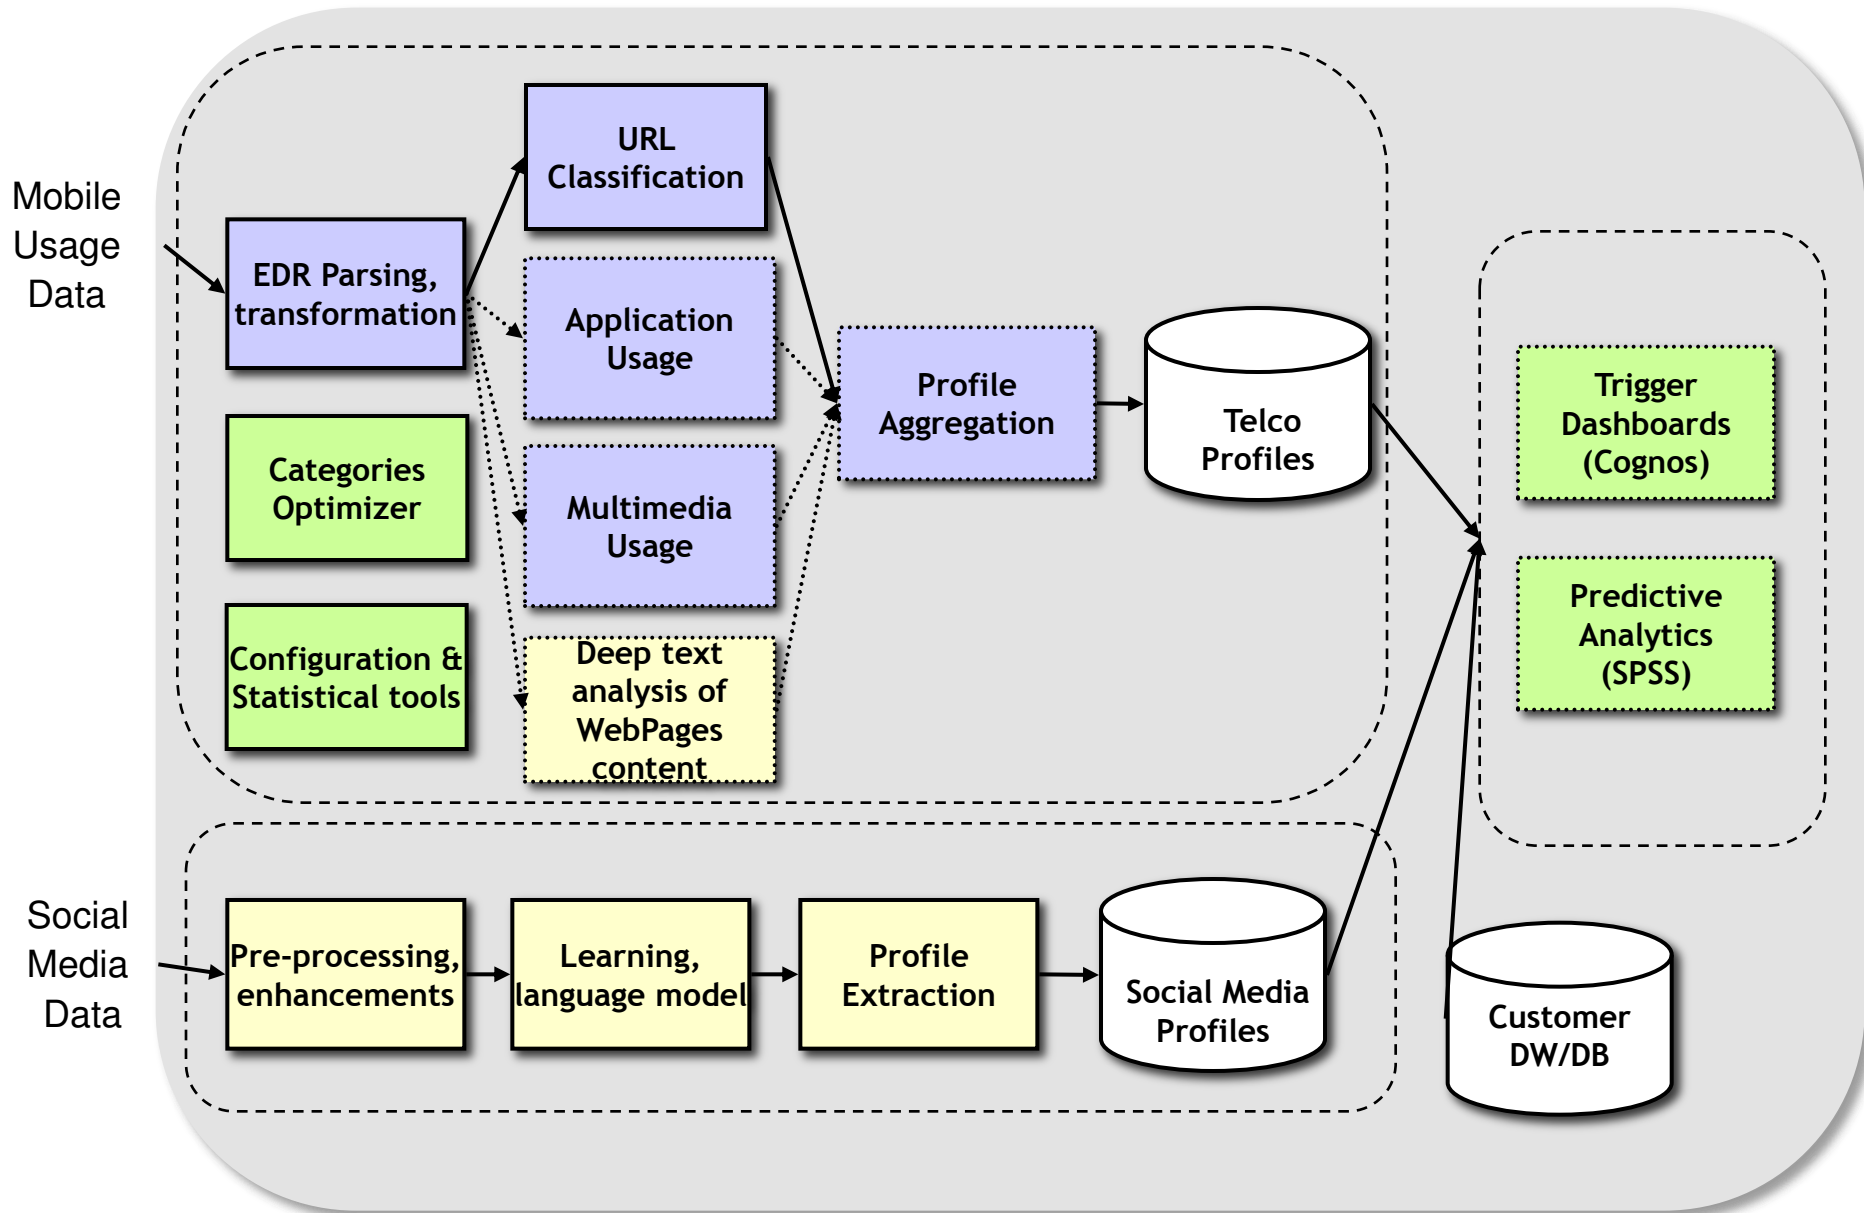 Mobile
Usage
Data
EDR Parsing,
transformation
Categories
Optimizer
Configuration &
Statistical tools
URL
Classification
Application
Usage
Multimedia
Usage
Deep text
analysis of
WebPages
content
Profile
Aggregation
Telco
Profiles
Trigger
Dashboards
(Cognos)
Predictive
Analytics
(SPSS)
Social
Media
Data
Pre-processing,
enhancements
Learning,
language model
Profile
Extraction
Social Media
Profiles
Customer
DW/DB